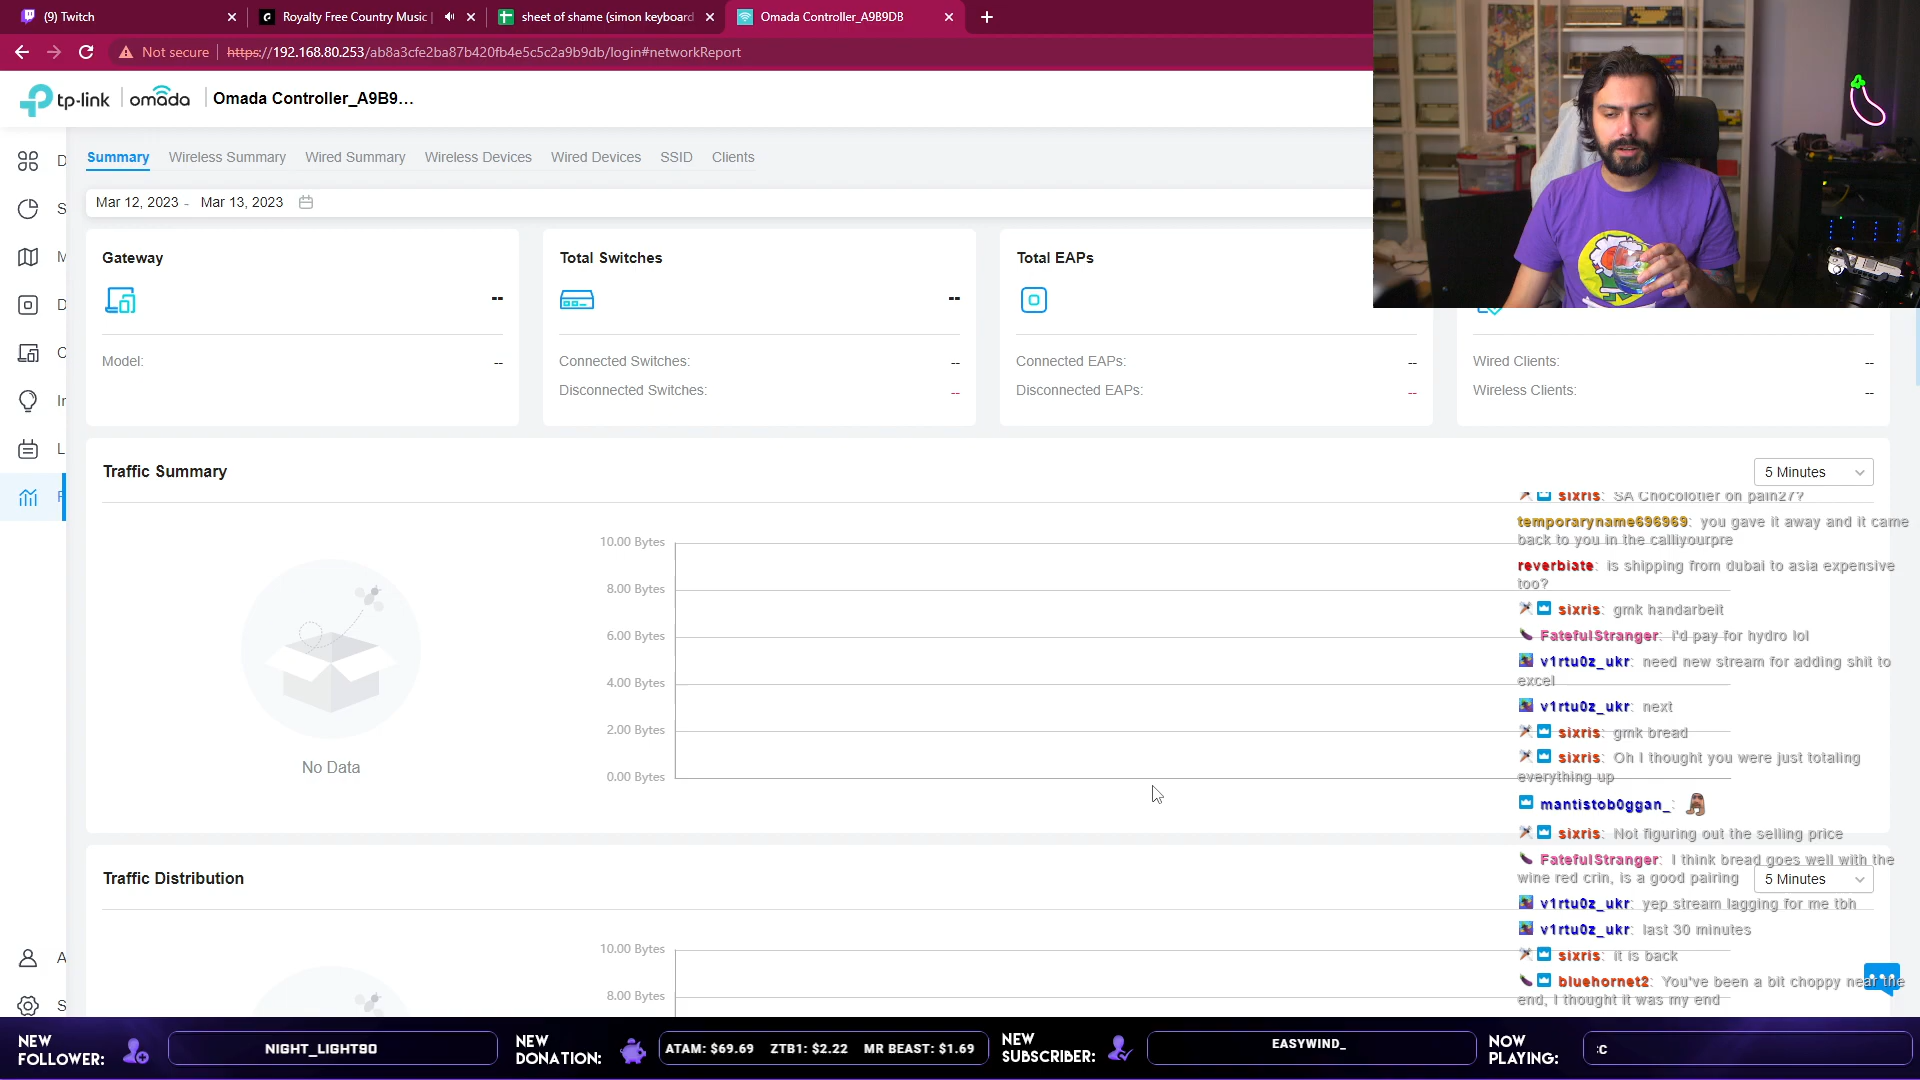 (9) Twitch
Royalty Free Country Music |
sheet of shame (simon keyboard
Omada Controller_A9B9DB
Not secure
https://192.168.80.253/ab8a3cfe2ba87b420fb4e5c5c2a9b9db/login#networkReport
tp-link
omada
Omada Controller_A9B9...
Summary
Wireless Summary
Wired Summary
Wireless Devices
Wired Devices
SSID
Clients
Mar 12, 2023 - Mar 13, 2023
Gateway
--
Model:
--
Total Switches
--
Connected Switches:
--
Disconnected Switches:
--
Total EAPs
Connected EAPs:
--
Disconnected EAPs:
--
Wired Clients:
--
Wireless Clients:
--
Traffic Summary
5 Minutes
No Data
10.00 Bytes
8.00 Bytes
6.00 Bytes
4.00 Bytes
2.00 Bytes
0.00 Bytes
Traffic Distribution
5 Minutes
10.00 Bytes
8.00 Bytes
sixris: SA Chocolotier on pain27?
temporaryname696969: you gave it away and it came
back to you in the calliyourpre
reverbiate: is shipping from dubai to asia expensive
too?
sixris: gmk handarbeit
FatefulStranger: I'd pay for hydro lol
v1rtu0z_ukr: need new stream for adding shit to
excel
v1rtu0z_ukr: next
sixris: gmk bread
sixris: Oh I thought you were just totaling
everything up
mantistob0ggan_:
sixris: Not figuring out the selling price
FatefulStranger: I think bread goes well with the
wine red crin, is a good pairing
v1rtu0z_ukr: yep stream lagging for me tbh
v1rtu0z_ukr: last 30 minutes
sixris: it is back
bluehornet2: You've been a bit choppy near the
end, I thought it was my end
NEW
FOLLOWER:
NIGHT_LIGHT90
NEW
DONATION:
ATAM: $69.69 ZTB1: $2.22 MR BEAST: $1.69
NEW
SUBSCRIBER:
EASYWIND_
NOW
PLAYING: